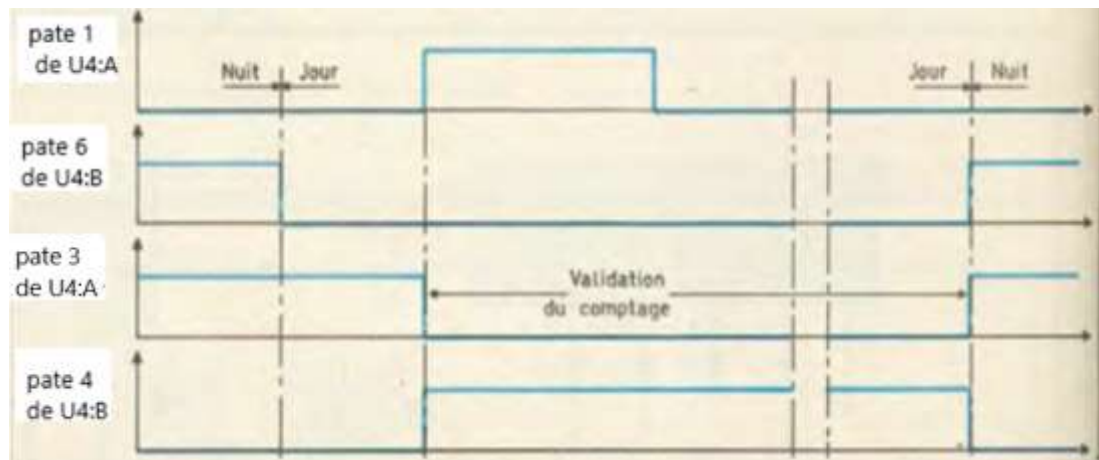 pate 1
de U4:A
Nuit Jour
Jour Nuit
pate 6
de U4:B
pate 3
de U4:A
Validation
du comptage
pate 4
de U4:B